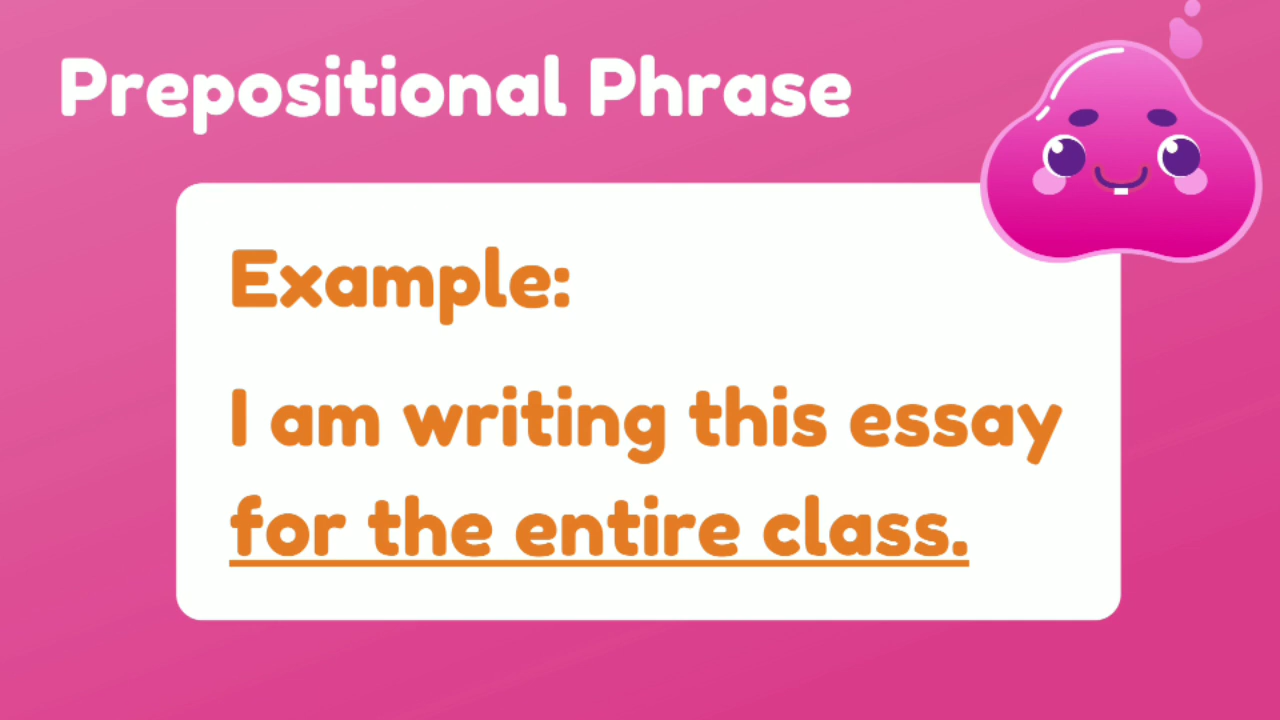 Prepositional Phrase
Example:
I am writing this essay
for the entire class.